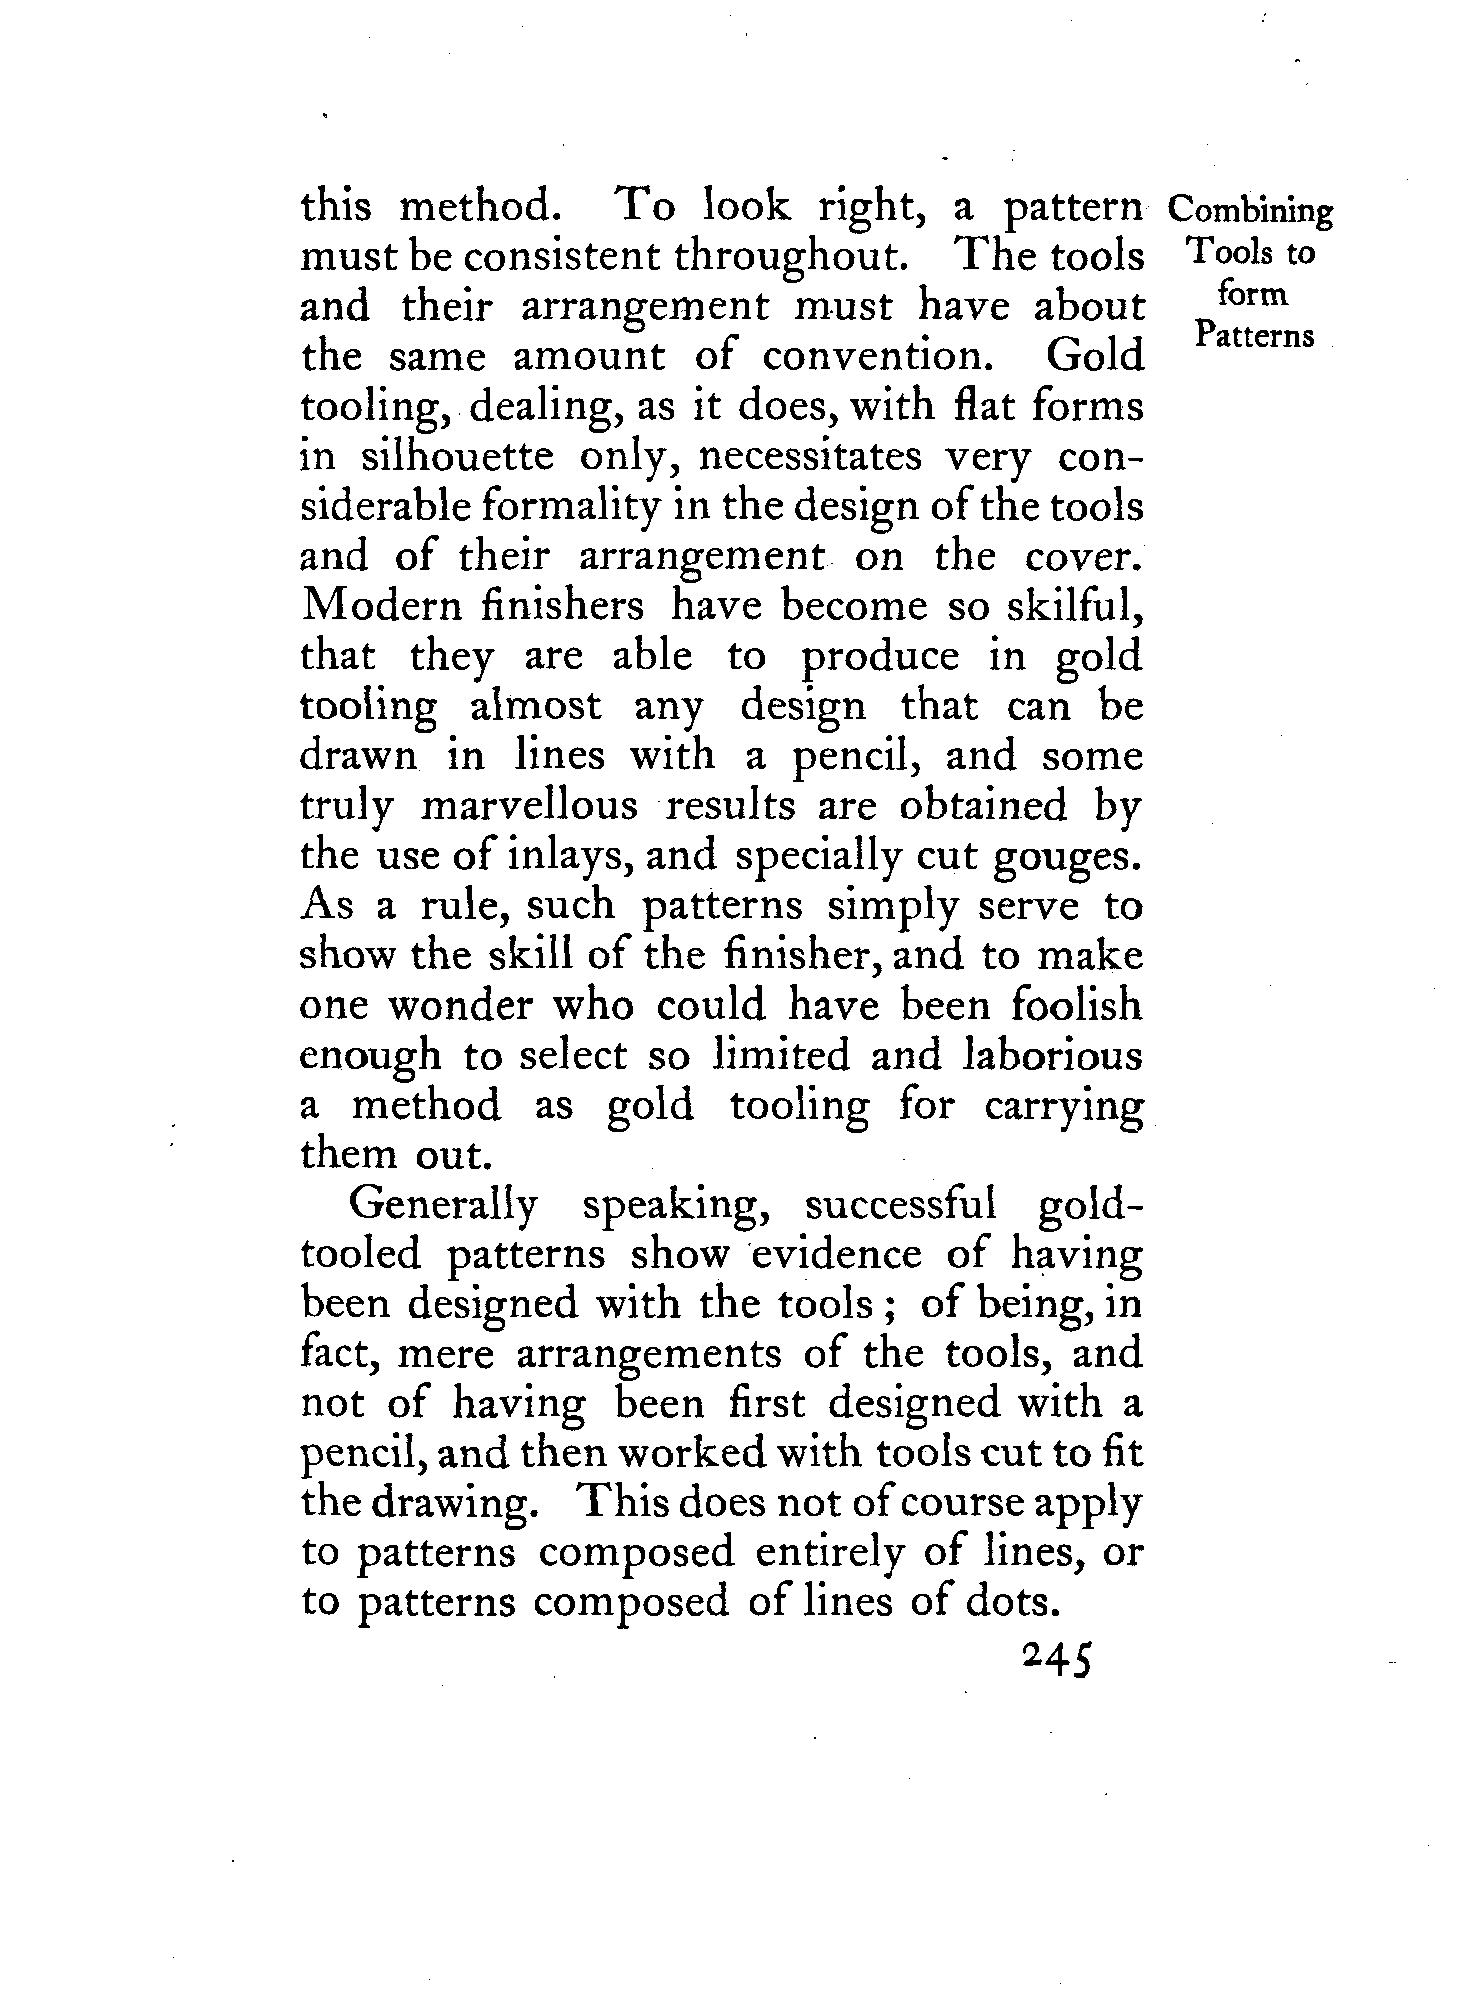 this method. To look right, a pattern
must be consistent throughout. The tools
and their arrangement must have about
the same amount of convention. Gold
tooling, dealing, as it does, with flat forms
in silhouette only, necessitates very con-
siderable formality in the design of the tools
and of their arrangement on the cover.
Modern finishers have become so skilful,
that they are able to produce in gold
tooling almost any design that can be
drawn in lines with a pencil, and some
truly marvellous results are obtained by
the use of inlays, and specially cut gouges.
As a rule, such patterns simply serve to
show the skill of the finisher, and to make
one wonder who could have been foolish
enough to select so limited and laborious
a method as gold tooling for carrying
them out.
Generally speaking, successful gold-
tooled patterns show evidence of having
been designed with the tools ; of being, in
fact, mere arrangements of the tools, and
not of having been first designed with a
pencil, and then worked with tools cut to fit
the drawing. This does not of course apply
to patterns composed entirely of lines, or
to patterns composed of lines of dots.
Combining
Tools to
form
Patterns
245